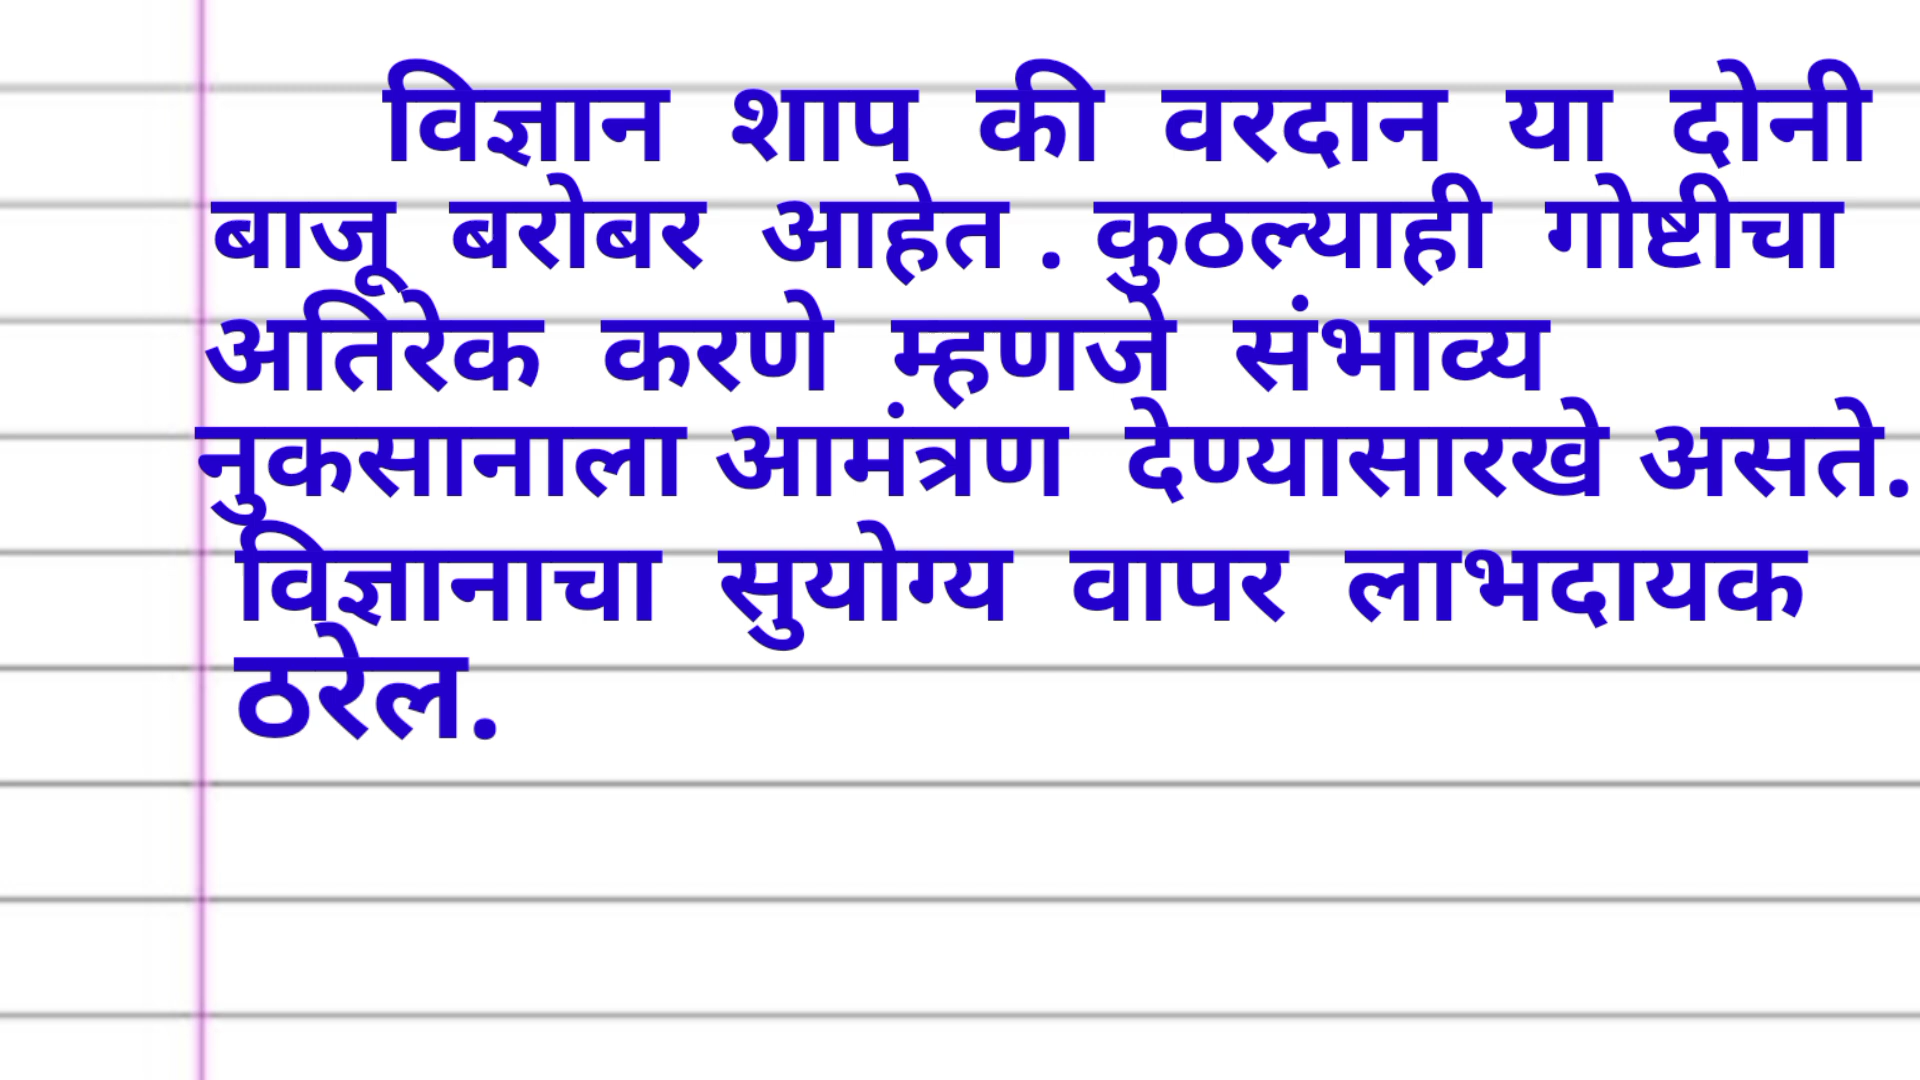 विज्ञान शाप की वरदान या दोनी
बाजू बरोबर आहेत . कुठल्याही गोष्टीचा
अतिरेक करणे म्हणजे संभाव्य
नुकसानाला आमंत्रण देण्यासारखे असते.
विज्ञानाचा सुयोग्य वापर लाभदायक
ठरेल.